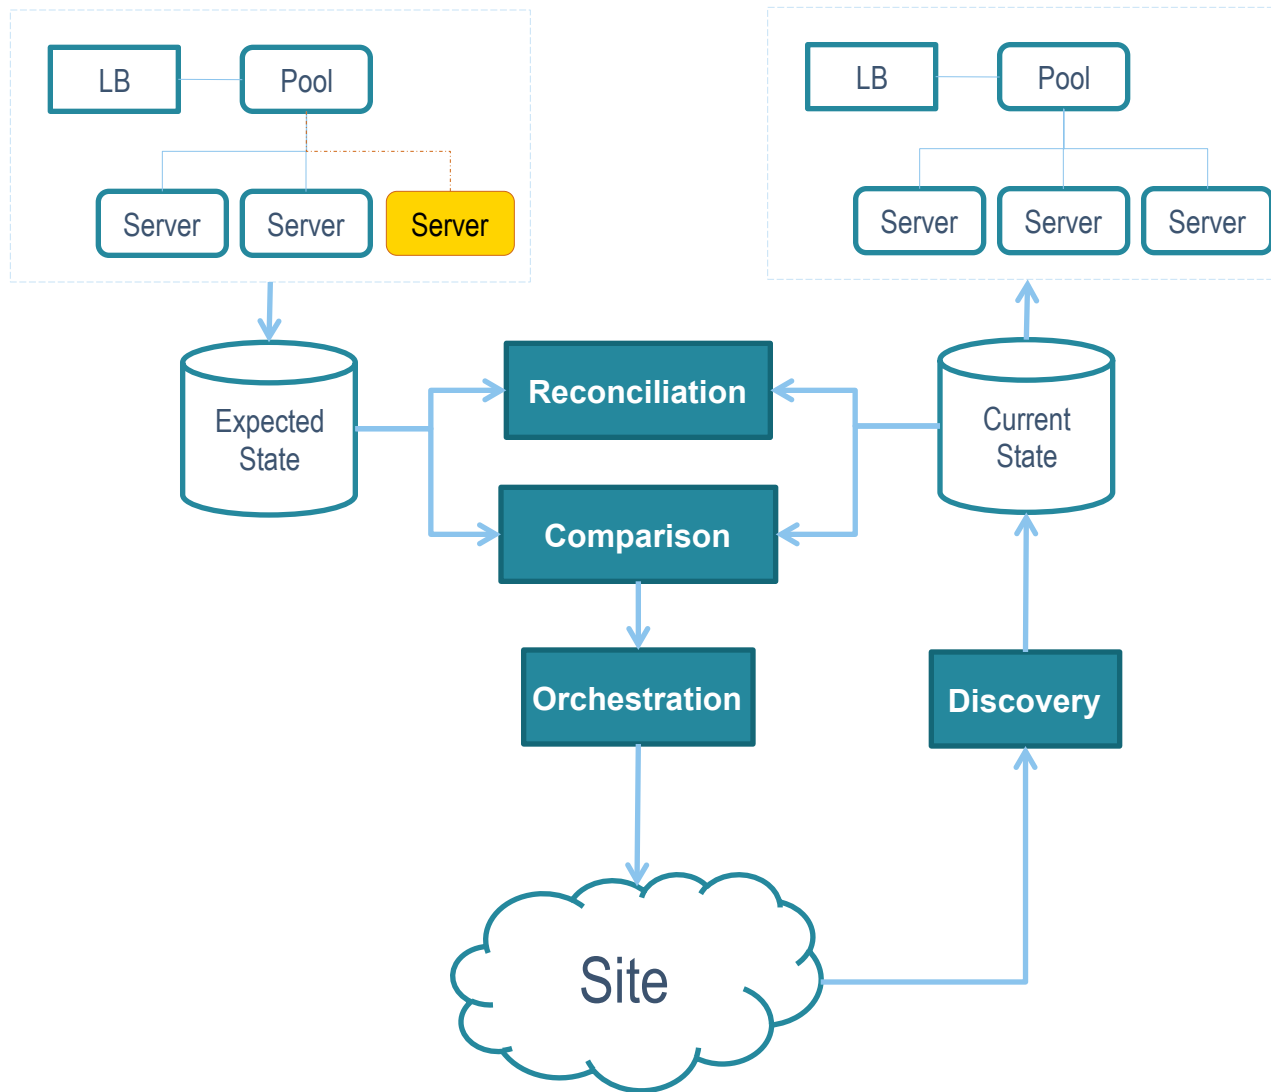 LB
Pool
Server
Server
Server
LB
Pool
Server
Server
Server
Expected
State
Reconciliation
Current
State
Comparison
Orchestration
Discovery
Site